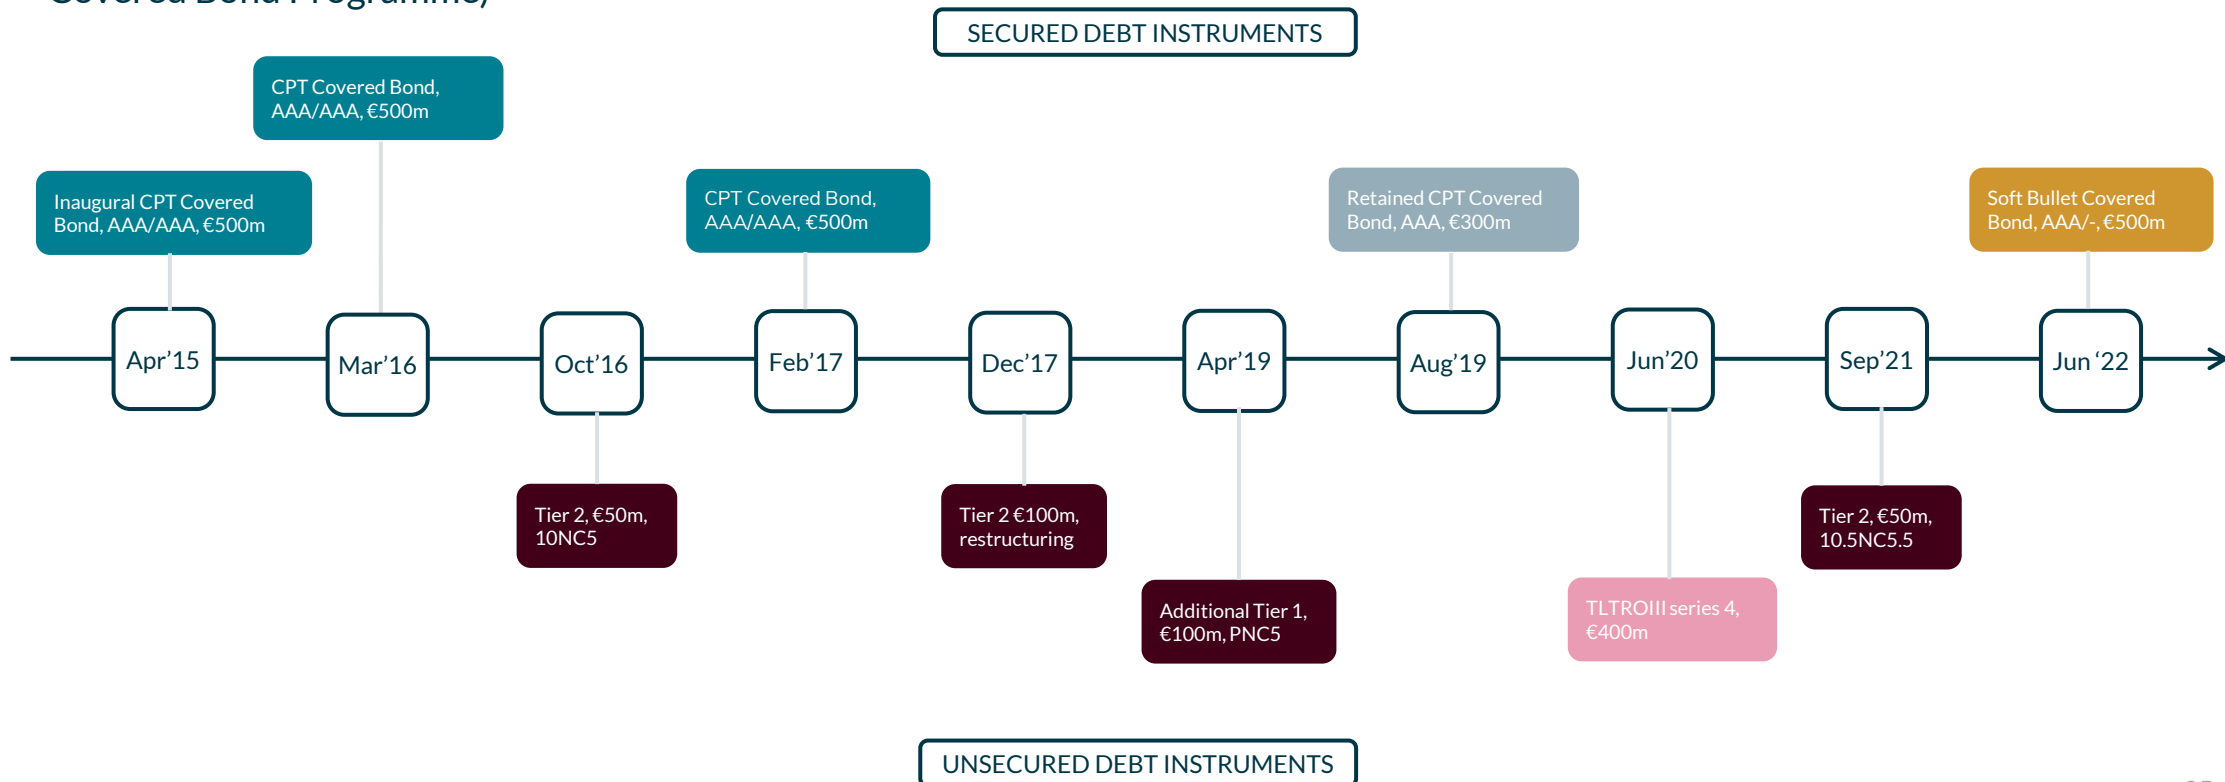 Covered Bond Programme)
SECURED DEBT INSTRUMENTS
CPT Covered Bond,
AAA/AAA, €500m
Inaugural CPT Covered
Bond, AAA/AAA, €500m
CPT Covered Bond,
AAA/AAA, €500m
Retained CPT Covered
Bond, AAA, €300m
Soft Bullet Covered
Bond, AAA/-, €500m
Apr’15
Mar’16
Oct’16
Feb’17
Dec’17
Apr’19
Aug’19
Jun’20
Sep’21
Jun ‘22
Tier 2, €50m,
10NC5
Tier 2 €100m,
restructuring
Additional Tier 1,
€100m, PNC5
TLTROIII series 4,
€400m
Tier 2, €50m,
10.5NC5.5
UNSECURED DEBT INSTRUMENTS